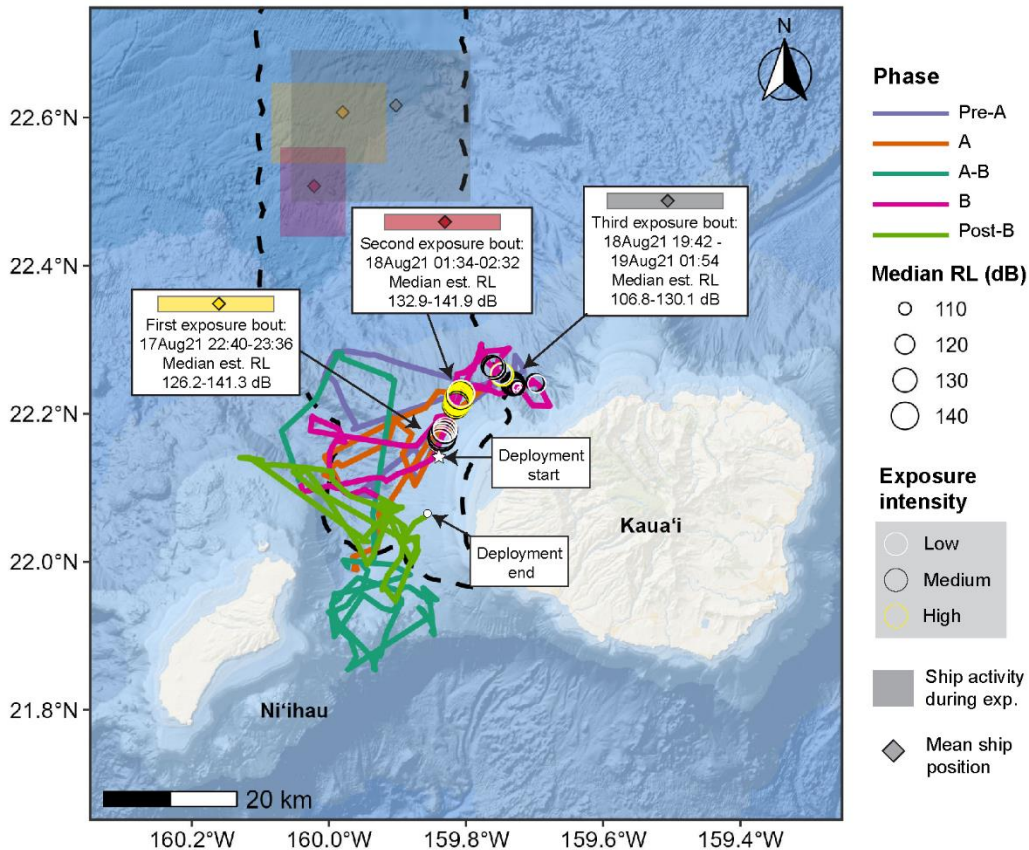 N
22.6°N
22.4°N
22.2°N
22.0°N
21.8°N
160.2°W
160.0°W
159.8°W
159.6°W
159.4°W
First exposure bout:
17Aug21 22:40-23:36
Median est. RL
126.2-141.3 dB
Second exposure bout:
18Aug21 01:34-02:32
Median est. RL
132.9-141.9 dB
Third exposure bout:
18Aug21 19:42 -
19Aug21 01:54
Median est. RL
106.8-130.1 dB
Deployment
start
Deployment
end
Kauaʻi
Niʻihau
20 km
Phase
Pre-A
A
A-B
B
Post-B
Median RL (dB)
110
120
130
140
Exposure
intensity
Low
Medium
High
Ship activity
during exp.
Mean ship
position